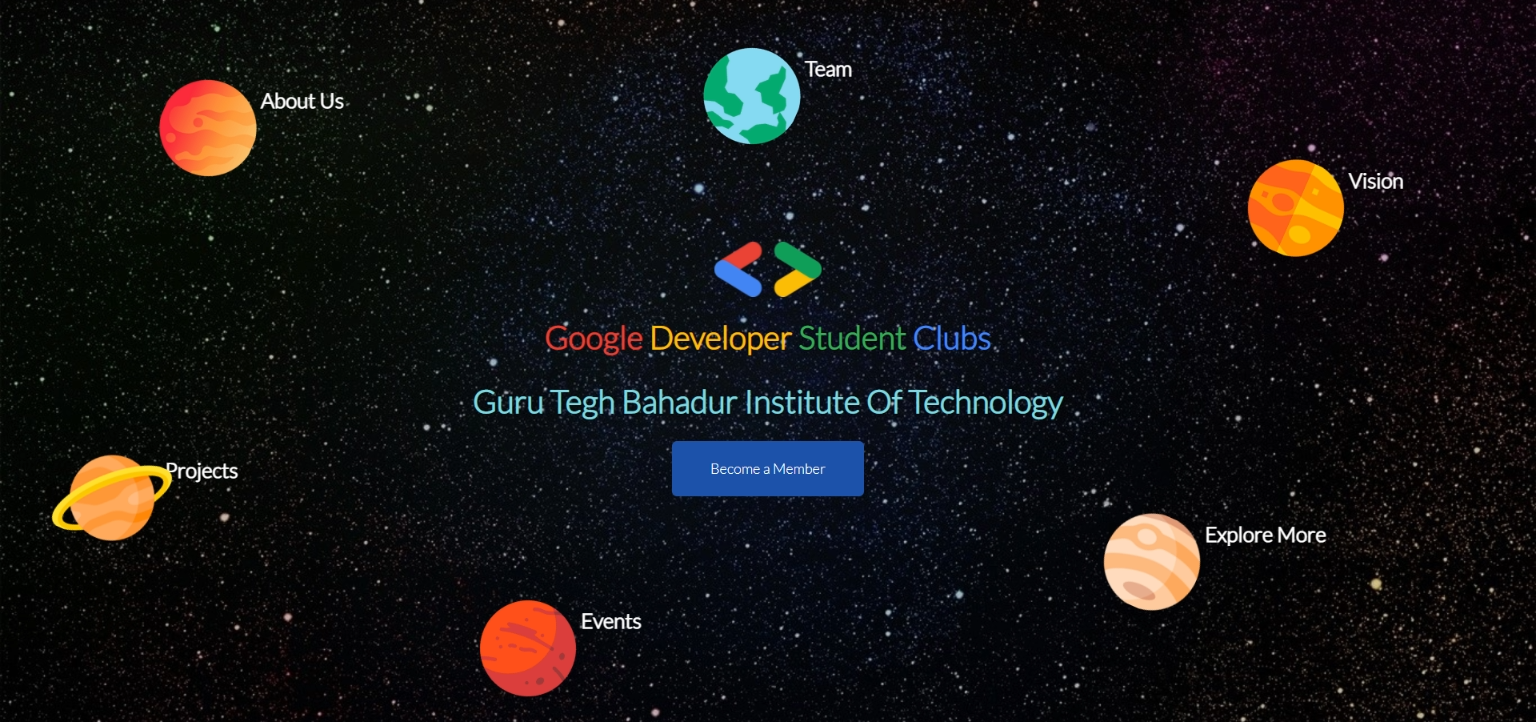 Team
About Us
Vision
Google Developer Student Clubs
Guru Tegh Bahadur Institute Of Technology
Become a Member
Projects
Explore More
Events